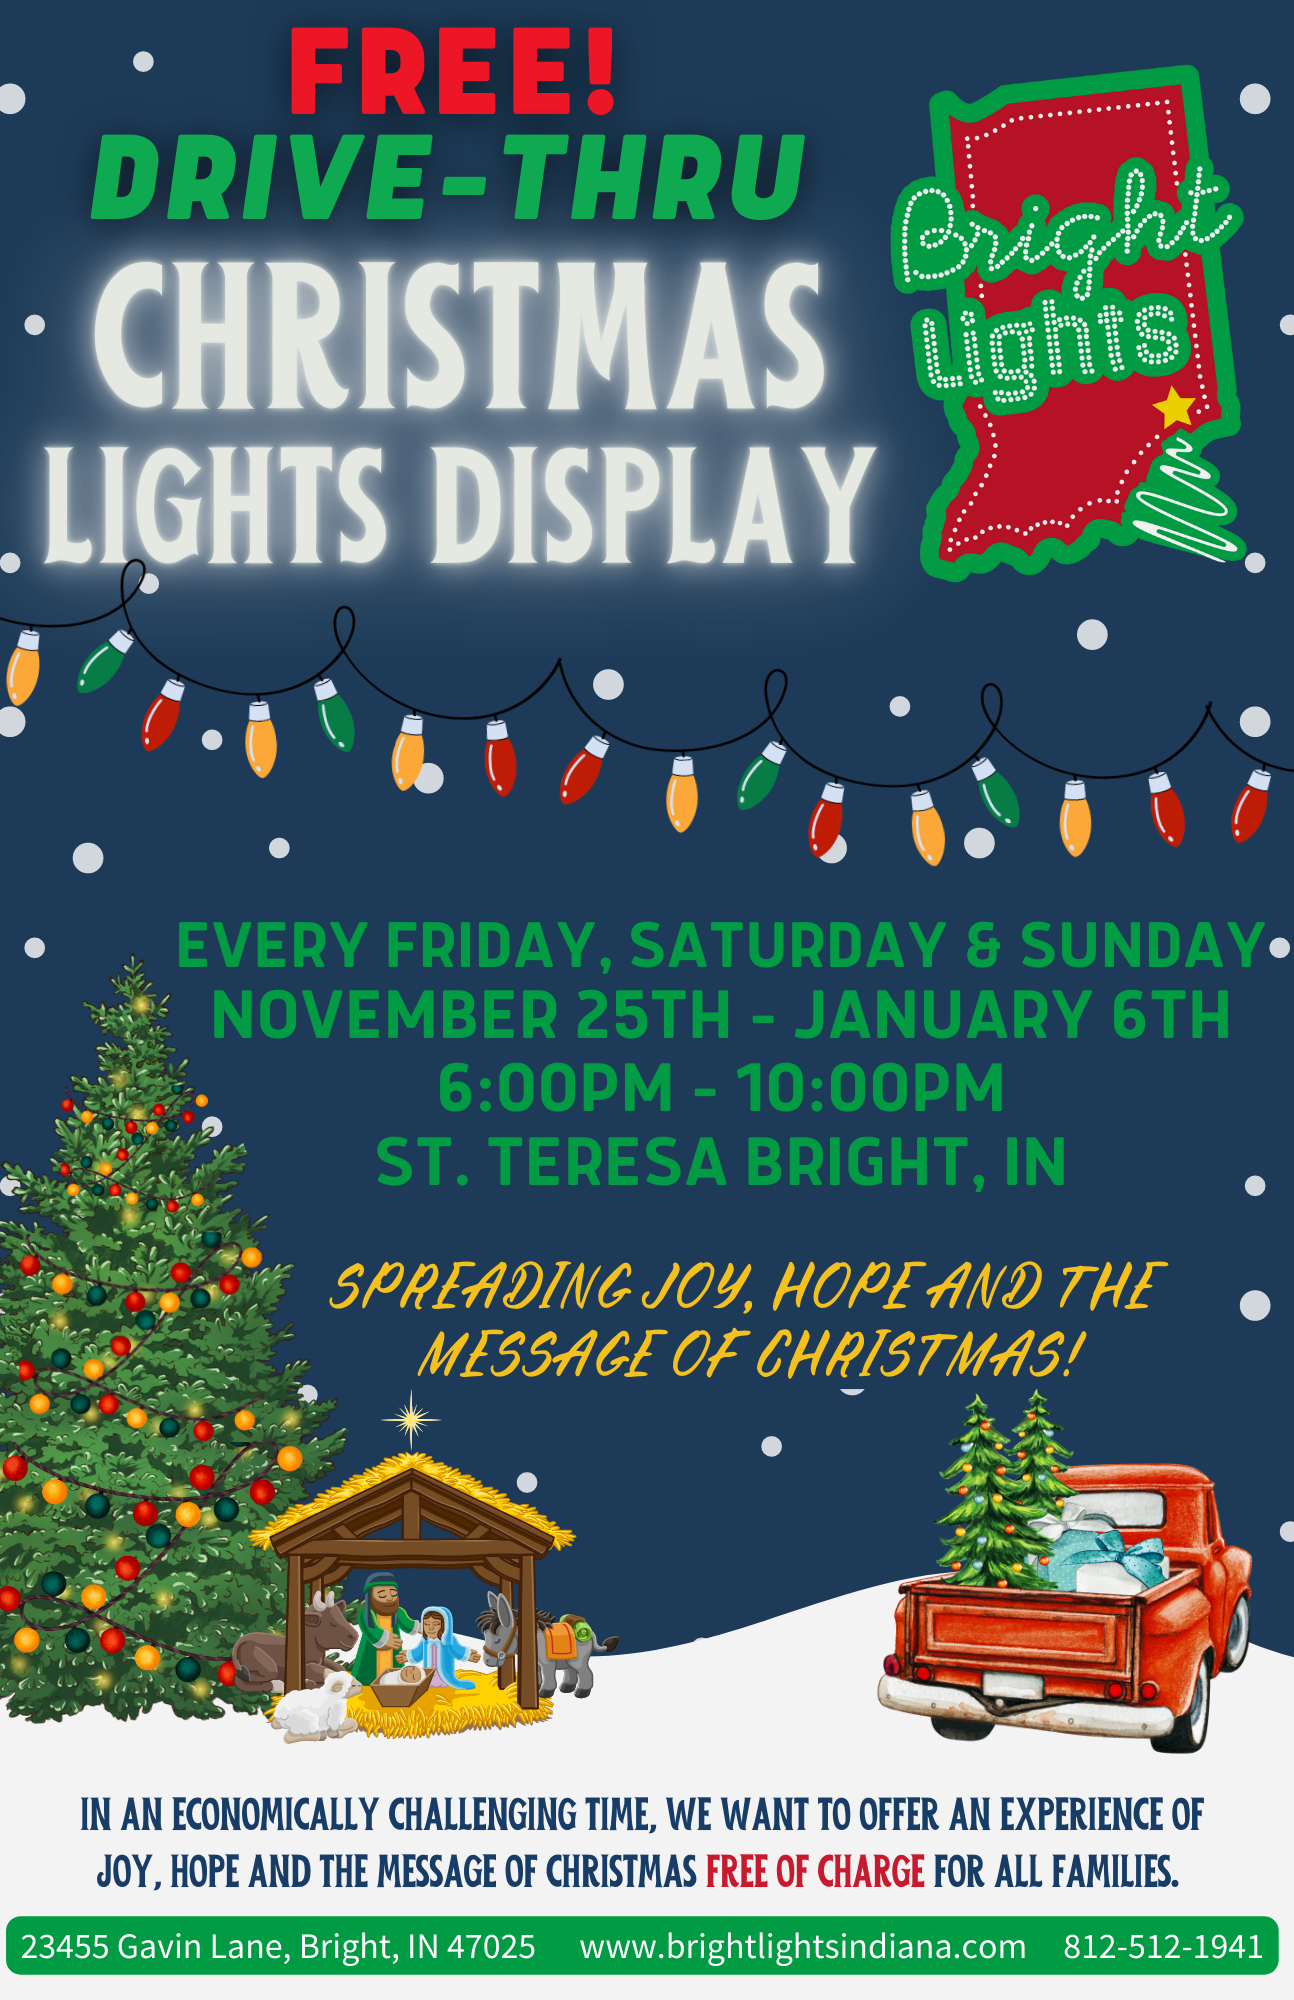 FREE!
DRIVE-THRU
CHRISTMAS
LIGHTS DISPLAY
Bright
Lights
EVERY FRIDAY, SATURDAY & SUNDAY
NOVEMBER 25TH - JANUARY 6TH
6:00PM - 10:00PM
ST. TERESA BRIGHT, IN
SPREADING JOY, HOPE AND THE
MESSAGE OF CHRISTMAS!
IN AN ECONOMICALLY CHALLENGING TIME, WE WANT TO OFFER AN EXPERIENCE OF
JOY, HOPE AND THE MESSAGE OF CHRISTMAS FREE OF CHARGE FOR ALL FAMILIES.
23455 Gavin Lane, Bright, IN 47025 www.brightlightsindiana.com 812-512-1941